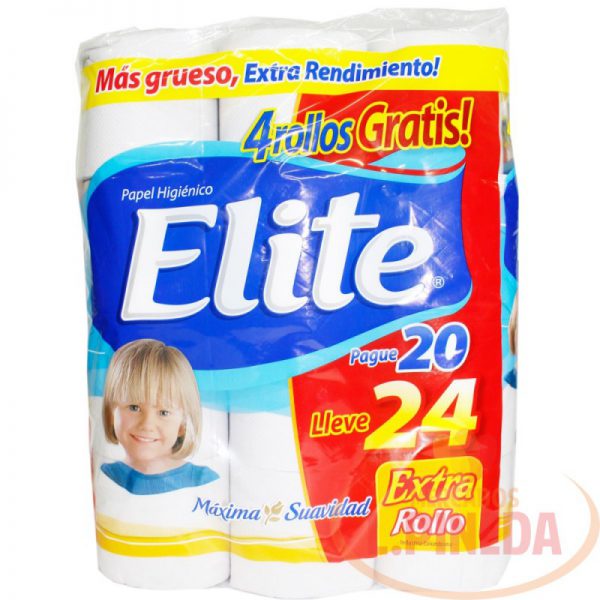 Más grueso, Extra Rendimiento!
4 rollos Gratis!
Papel Higiénico
Elite®
Pague 20
Lleve 24
Máxima Suavidad
Extra
Rollo